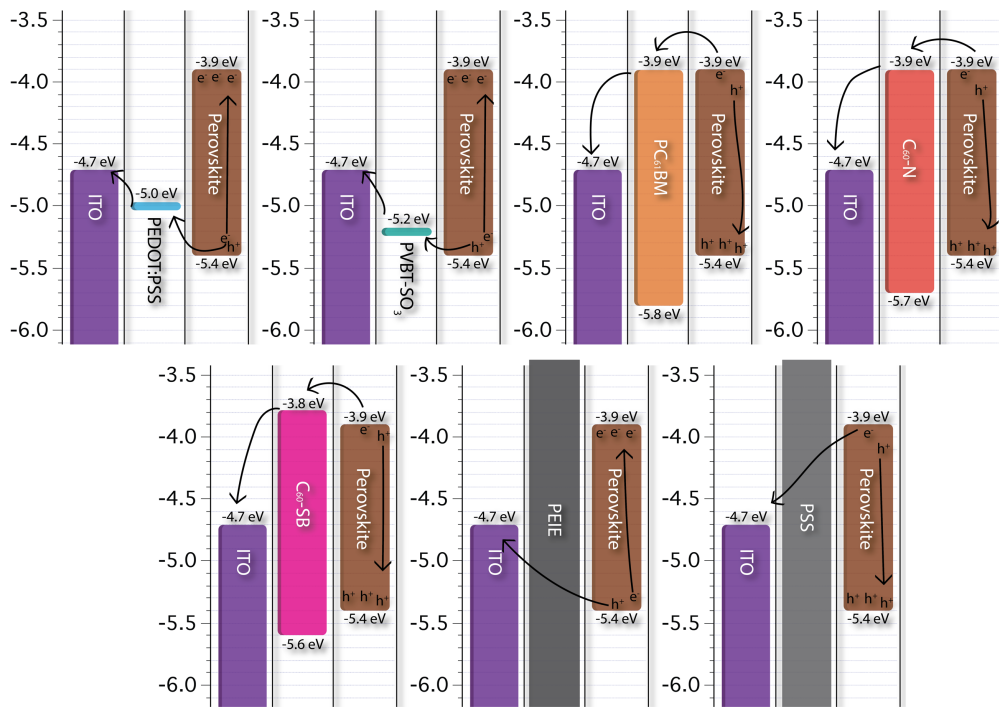 -3.5
-4.0
-4.5
-5.0
-5.5
-6.0
-4.7 eV
ITO
-5.0 eV
PEDOT:PSS
-3.9 eV
e⁻ e⁻ e⁻
Perovskite
e⁻
h⁺
-5.4 eV
-3.5
-4.0
-4.5
-5.0
-5.5
-6.0
-4.7 eV
ITO
-5.2 eV
PVBT-SO₃
-3.9 eV
e⁻ e⁻ e⁻
Perovskite
e⁻
h⁺
-5.4 eV
-3.5
-4.0
-4.5
-5.0
-5.5
-6.0
-4.7 eV
ITO
-3.9 eV
PC₆₁BM
-5.8 eV
-3.9 eV
e⁻
h⁺
Perovskite
h⁺ h⁺ h⁺
-5.4 eV
-3.5
-4.0
-4.5
-5.0
-5.5
-6.0
-4.7 eV
ITO
-3.9 eV
C₆₀-N
-5.7 eV
-3.9 eV
e⁻
h⁺
Perovskite
h⁺ h⁺ h⁺
-5.4 eV
-3.5
-4.0
-4.5
-5.0
-5.5
-6.0
-4.7 eV
ITO
-3.8 eV
C₆₀-SB
-5.6 eV
-3.9 eV
e⁻
h⁺
Perovskite
h⁺ h⁺ h⁺
-5.4 eV
-3.5
-4.0
-4.5
-5.0
-5.5
-6.0
-4.7 eV
ITO
PEIE
-3.9 eV
e⁻ e⁻ e⁻
Perovskite
h⁺ e⁻
-5.4 eV
-3.5
-4.0
-4.5
-5.0
-5.5
-6.0
-4.7 eV
ITO
PSS
-3.9 eV
e⁻
h⁺
Perovskite
h⁺ h⁺ h⁺
-5.4 eV